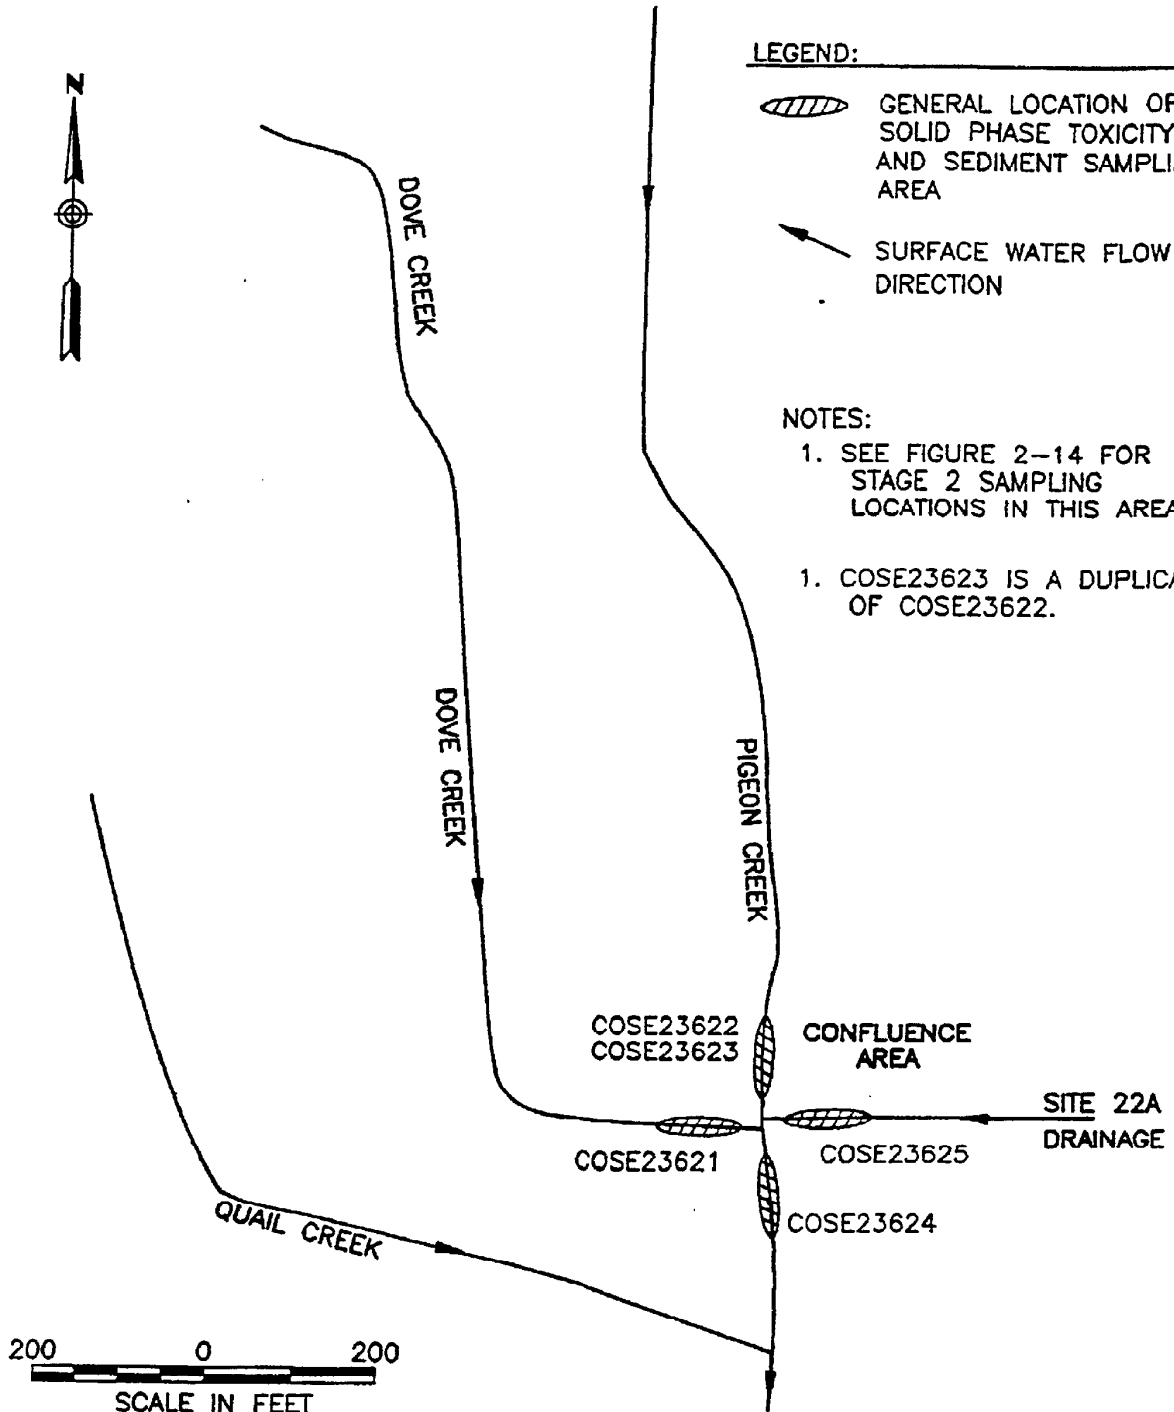 N
LEGEND:
GENERAL LOCATION OF
SOLID PHASE TOXICITY
AND SEDIMENT SAMPLI
AREA
SURFACE WATER FLOW
DIRECTION
NOTES:
1. SEE FIGURE 2-14 FOR
STAGE 2 SAMPLING
LOCATIONS IN THIS AREA
1. COSE23623 IS A DUPLICA
OF COSE23622.
DOVE CREEK
DOVE CREEK
PIGEON CREEK
COSE23622
COSE23623
CONFLUENCE
AREA
SITE 22A
DRAINAGE
COSE23621
COSE23625
COSE23624
QUAIL CREEK
200 0 200
SCALE IN FEET